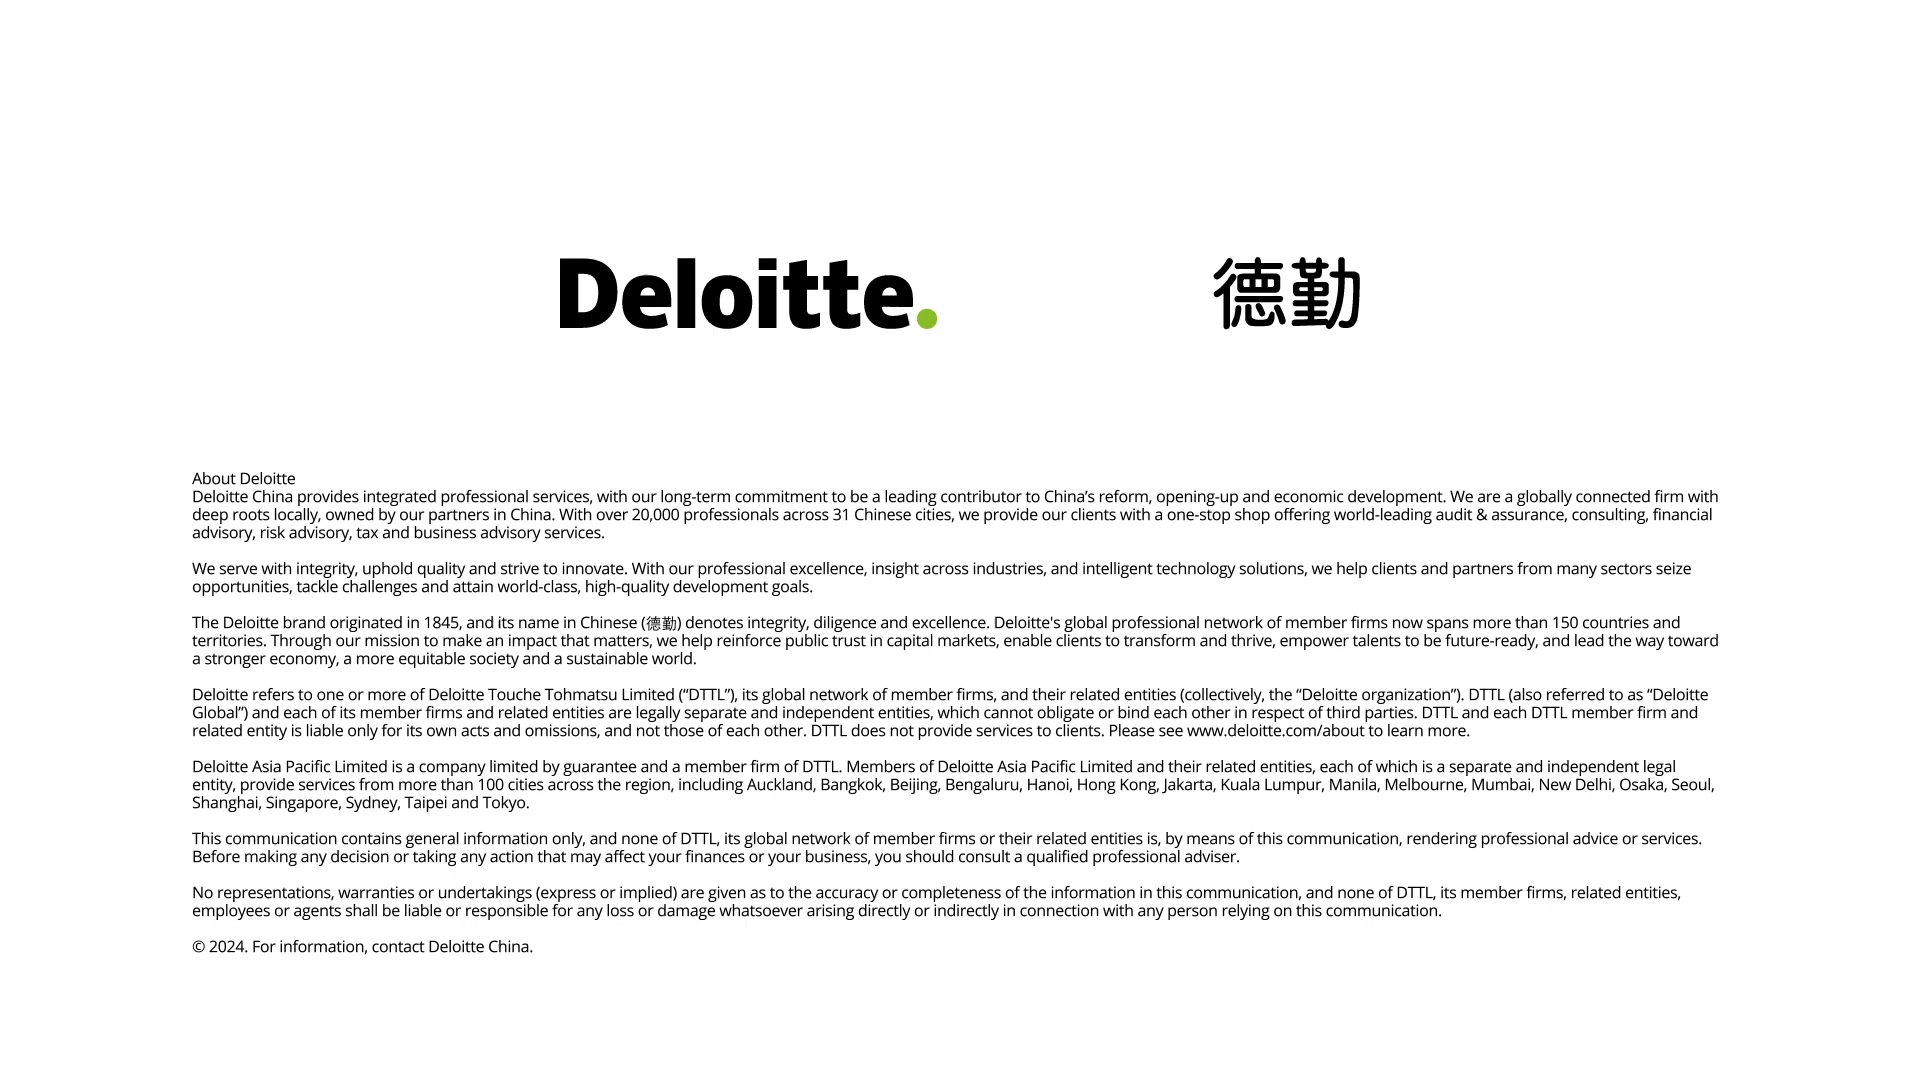 Deloitte.
德勤
About Deloitte
Deloitte China provides integrated professional services, with our long-term commitment to be a leading contributor to China’s reform, opening-up and economic development. We are a globally connected firm with
deep roots locally, owned by our partners in China. With over 20,000 professionals across 31 Chinese cities, we provide our clients with a one-stop shop offering world-leading audit & assurance, consulting, financial
advisory, risk advisory, tax and business advisory services.
We serve with integrity, uphold quality and strive to innovate. With our professional excellence, insight across industries, and intelligent technology solutions, we help clients and partners from many sectors seize
opportunities, tackle challenges and attain world-class, high-quality development goals.
The Deloitte brand originated in 1845, and its name in Chinese (德勤) denotes integrity, diligence and excellence. Deloitte's global professional network of member firms now spans more than 150 countries and
territories. Through our mission to make an impact that matters, we help reinforce public trust in capital markets, enable clients to transform and thrive, empower talents to be future-ready, and lead the way toward
a stronger economy, a more equitable society and a sustainable world.
Deloitte refers to one or more of Deloitte Touche Tohmatsu Limited (“DTTL”), its global network of member firms, and their related entities (collectively, the “Deloitte organization”). DTTL (also referred to as “Deloitte
Global”) and each of its member firms and related entities are legally separate and independent entities, which cannot obligate or bind each other in respect of third parties. DTTL and each DTTL member firm and
related entity is liable only for its own acts and omissions, and not those of each other. DTTL does not provide services to clients. Please see www.deloitte.com/about to learn more.
Deloitte Asia Pacific Limited is a company limited by guarantee and a member firm of DTTL. Members of Deloitte Asia Pacific Limited and their related entities, each of which is a separate and independent legal
entity, provide services from more than 100 cities across the region, including Auckland, Bangkok, Beijing, Bengaluru, Hanoi, Hong Kong, Jakarta, Kuala Lumpur, Manila, Melbourne, Mumbai, New Delhi, Osaka, Seoul,
Shanghai, Singapore, Sydney, Taipei and Tokyo.
This communication contains general information only, and none of DTTL, its global network of member firms or their related entities is, by means of this communication, rendering professional advice or services.
Before making any decision or taking any action that may affect your finances or your business, you should consult a qualified professional adviser.
No representations, warranties or undertakings (express or implied) are given as to the accuracy or completeness of the information in this communication, and none of DTTL, its member firms, related entities,
employees or agents shall be liable or responsible for any loss or damage whatsoever arising directly or indirectly in connection with any person relying on this communication.
© 2024. For information, contact Deloitte China.